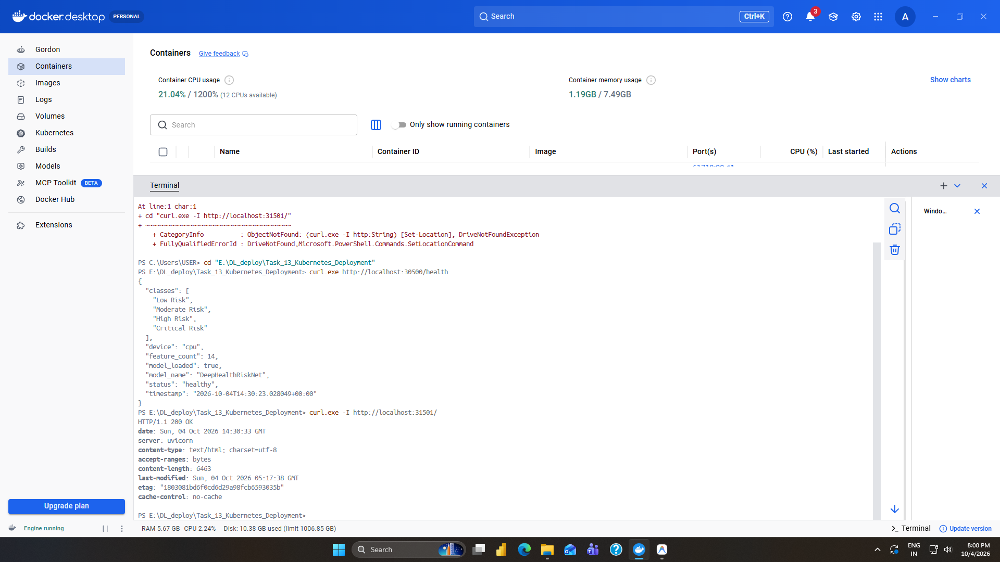 docker.desktop PERSONAL
Search Ctrl+K
3
A
Gordon
Containers
Images
Logs
Volumes
Kubernetes
Builds
Models
MCP Toolkit BETA
Docker Hub
Extensions
Upgrade plan
Containers Give feedback
Container CPU usage
21.04% / 1200% (12 CPUs available)
Container memory usage
1.19GB / 7.49GB
Show charts
Search
Only show running containers
Name Container ID Image Port(s) CPU (%) Last started Actions
Terminal
At line:1 char:1
+ cd "curl.exe -I http://localhost:31501/"
+ ~~~~~~~~~~~~~~~~~~~~~~~~~~~~~~~~~~~~~~~~
+ CategoryInfo : ObjectNotFound: (curl.exe -I http:String) [Set-Location], DriveNotFoundException
+ FullyQualifiedErrorId : DriveNotFound,Microsoft.PowerShell.Commands.SetLocationCommand
PS C:\Users\USER> cd "E:\DL_deploy\Task_13_Kubernetes_Deployment"
PS E:\DL_deploy\Task_13_Kubernetes_Deployment> curl.exe http://localhost:30500/health
{
"classes": [
"Low Risk",
"Moderate Risk",
"High Risk",
"Critical Risk"
],
"device": "cpu",
"feature_count": 14,
"model_loaded": true,
"model_name": "DeepHealthRiskNet",
"status": "healthy",
"timestamp": "2026-10-04T14:30:23.028049+00:00"
}
PS E:\DL_deploy\Task_13_Kubernetes_Deployment> curl.exe -I http://localhost:31501/
HTTP/1.1 200 OK
date: Sun, 04 Oct 2026 14:30:33 GMT
server: uvicorn
content-type: text/html; charset=utf-8
accept-ranges: bytes
content-length: 6463
last-modified: Sun, 04 Oct 2026 05:17:38 GMT
etag: "1803081bd6f0cd6d29a98fcb6593035b"
cache-control: no-cache
PS E:\DL_deploy\Task_13_Kubernetes_Deployment>
Windo...
Engine running
RAM 5.67 GB CPU 2.24% Disk: 10.38 GB used (limit 1006.85 GB)
Terminal
Update version
Search
ENG
IN
8:00 PM
10/4/2026